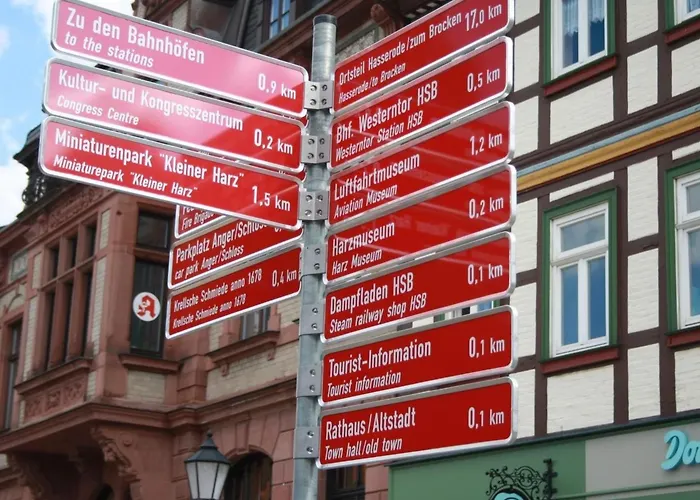 Zu den Bahnhöfen
to the stations 0,9 km
Kultur- und Kongresszentrum
Congress Centre 0,2 km
Miniaturenpark "Kleiner Harz"
Miniaturepark "Kleiner Harz" 1,5 km
Fire Brigade
Parkplatz Anger/Schloss
car park Anger/Schloss
Krellsche Schmiede anno 1678 0,4 km
Krellsche Schmiede anno 1678
Ortsteil Hasserode/zum Brocken 17,0 km
Hasserode/to Brocken
Bhf. Westerntor HSB 0,5 km
Westerntor Station HSB
Luftfahrtmuseum 1,2 km
Aviation Museum
Harzmuseum 0,2 km
Harz Museum
Dampfladen HSB 0,1 km
Steam railway shop HSB
Tourist-Information 0,1 km
Tourist information
Rathaus/Altstadt 0,1 km
Town hall/old town